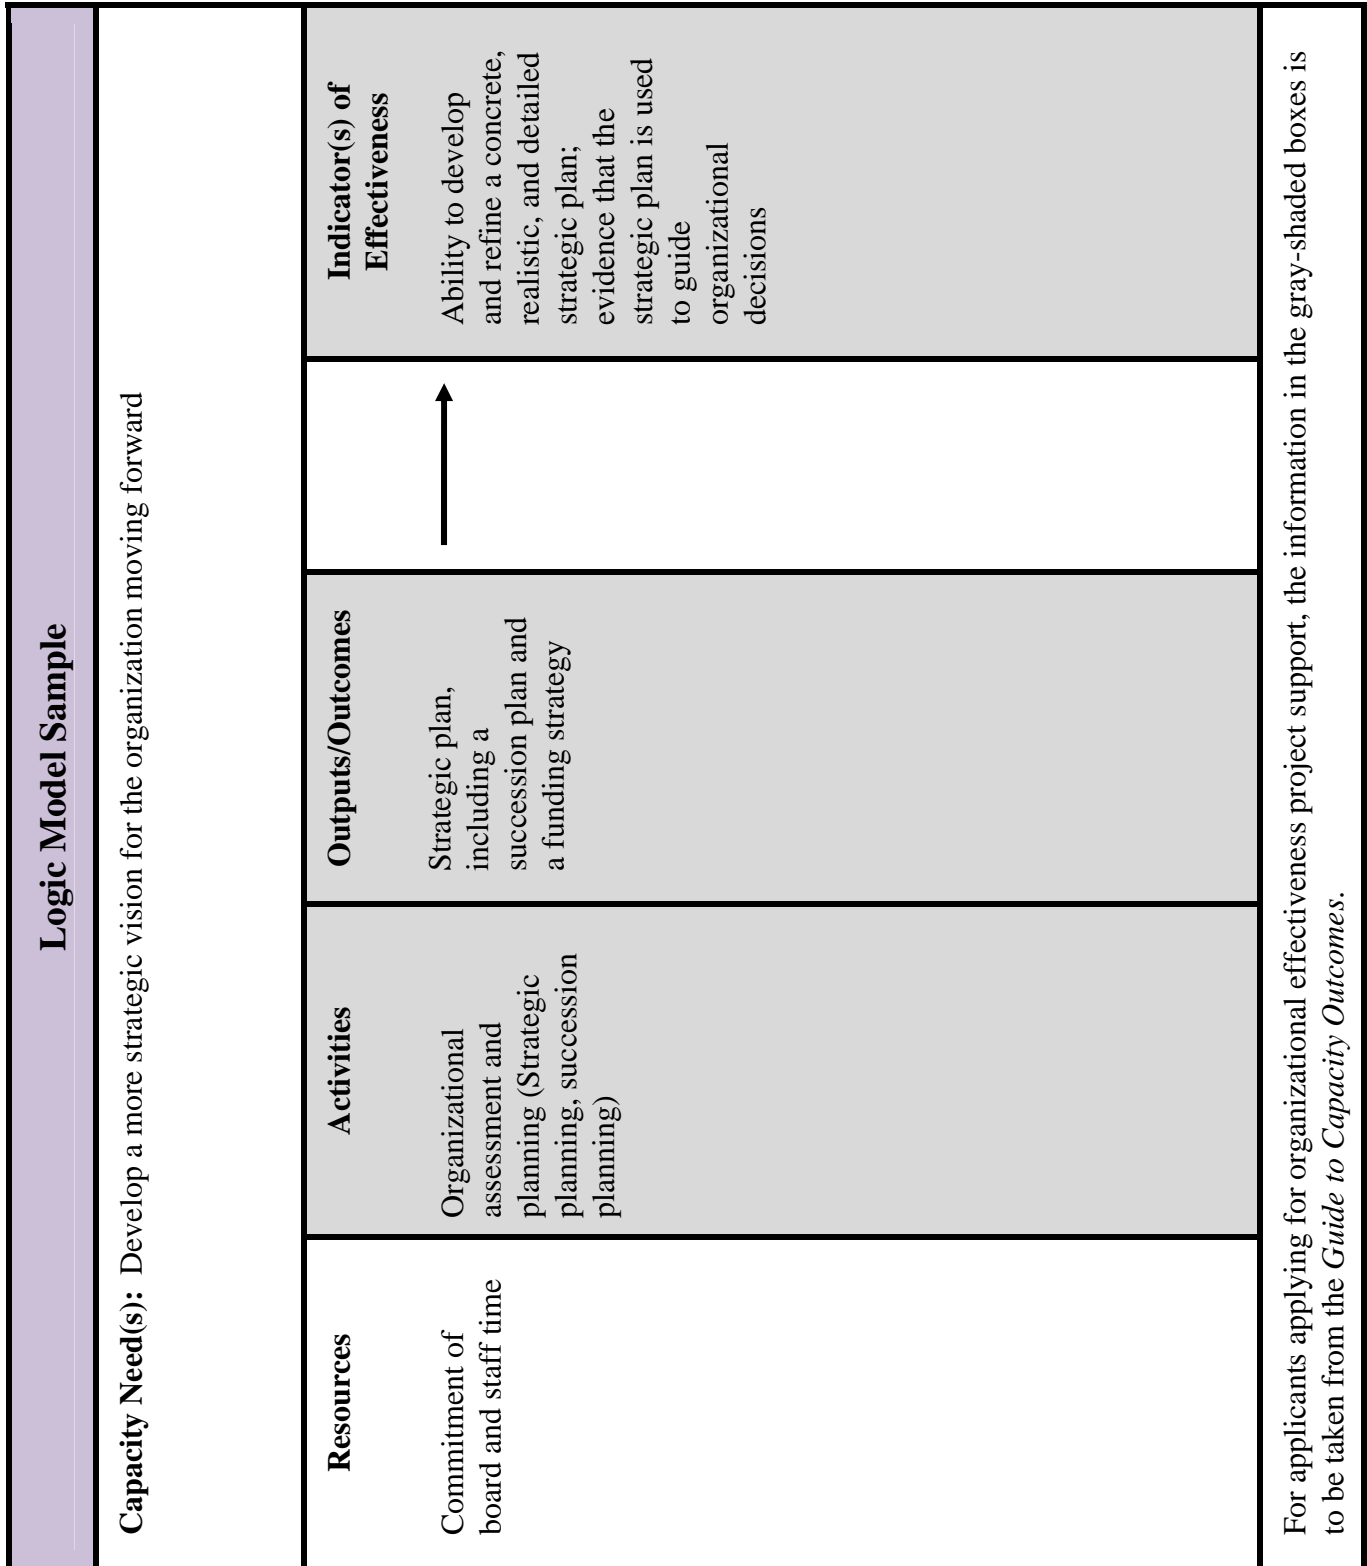 Logic Model Sample
Capacity Need(s): Develop a more strategic vision for the organization moving forward
Resources
Commitment of
board and staff time
Activities
Organizational
assessment and
planning (Strategic
planning, succession
planning)
Outputs/Outcomes
Strategic plan,
including a
succession plan and
a funding strategy
Indicator(s) of
Effectiveness
Ability to develop
and refine a concrete,
realistic, and detailed
strategic plan;
evidence that the
strategic plan is used
to guide
organizational
decisions
For applicants applying for organizational effectiveness project support, the information in the gray-shaded boxes is
to be taken from the Guide to Capacity Outcomes.